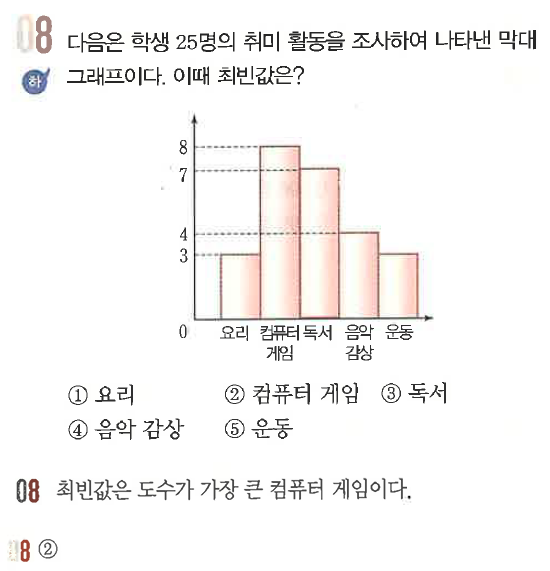 08 다음은 학생 25명의 취미 활동을 조사하여 나타낸 막대
하 그래프이다. 이때 최빈값은?
8
7
4
3
0 요리 컴퓨터 독서 음악 운동
게임 감상
① 요리 ② 컴퓨터 게임 ③ 독서
④ 음악 감상 ⑤ 운동
08 최빈값은 도수가 가장 큰 컴퓨터 게임이다.
08 ②